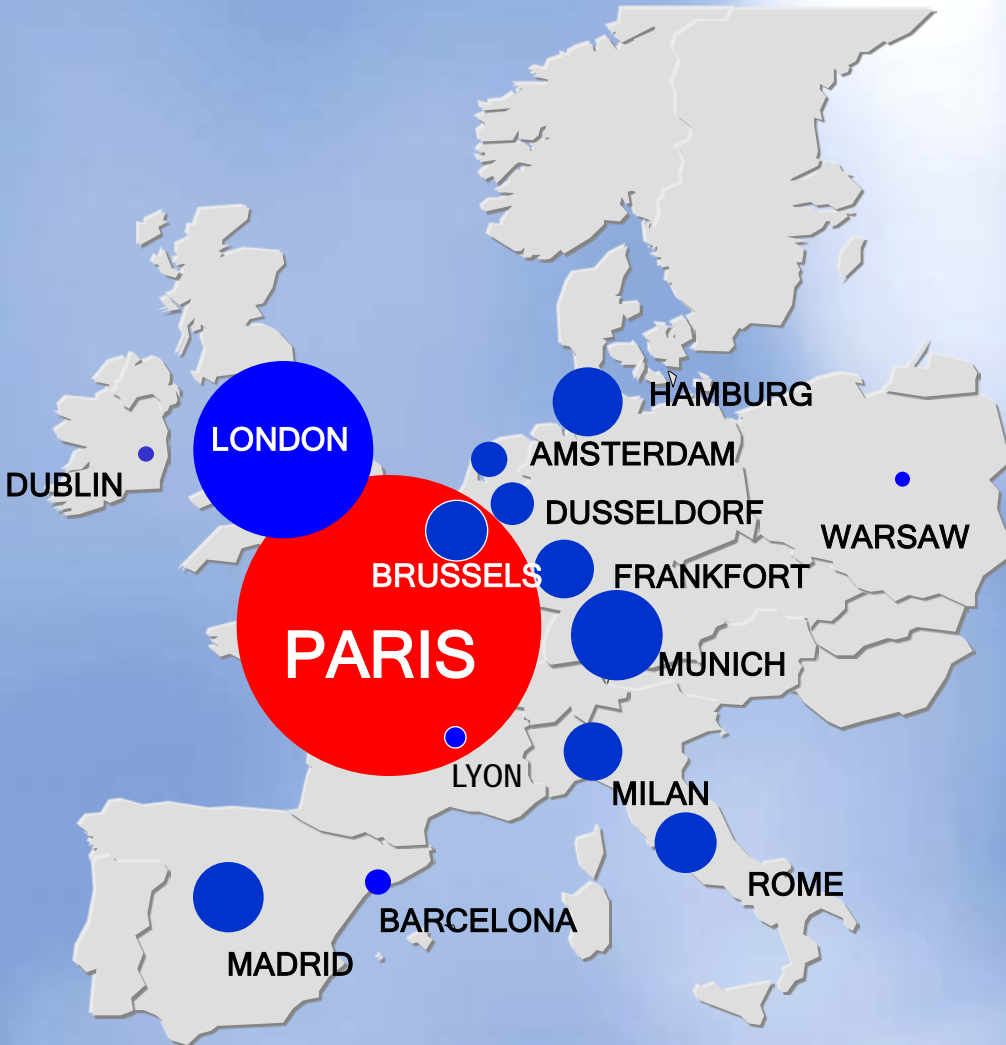 HAMBURG
LONDON
AMSTERDAM
DUBLIN
DUSSELDORF
WARSAW
BRUSSELS
FRANKFORT
PARIS
MUNICH
LYON
MILAN
ROME
BARCELONA
MADRID